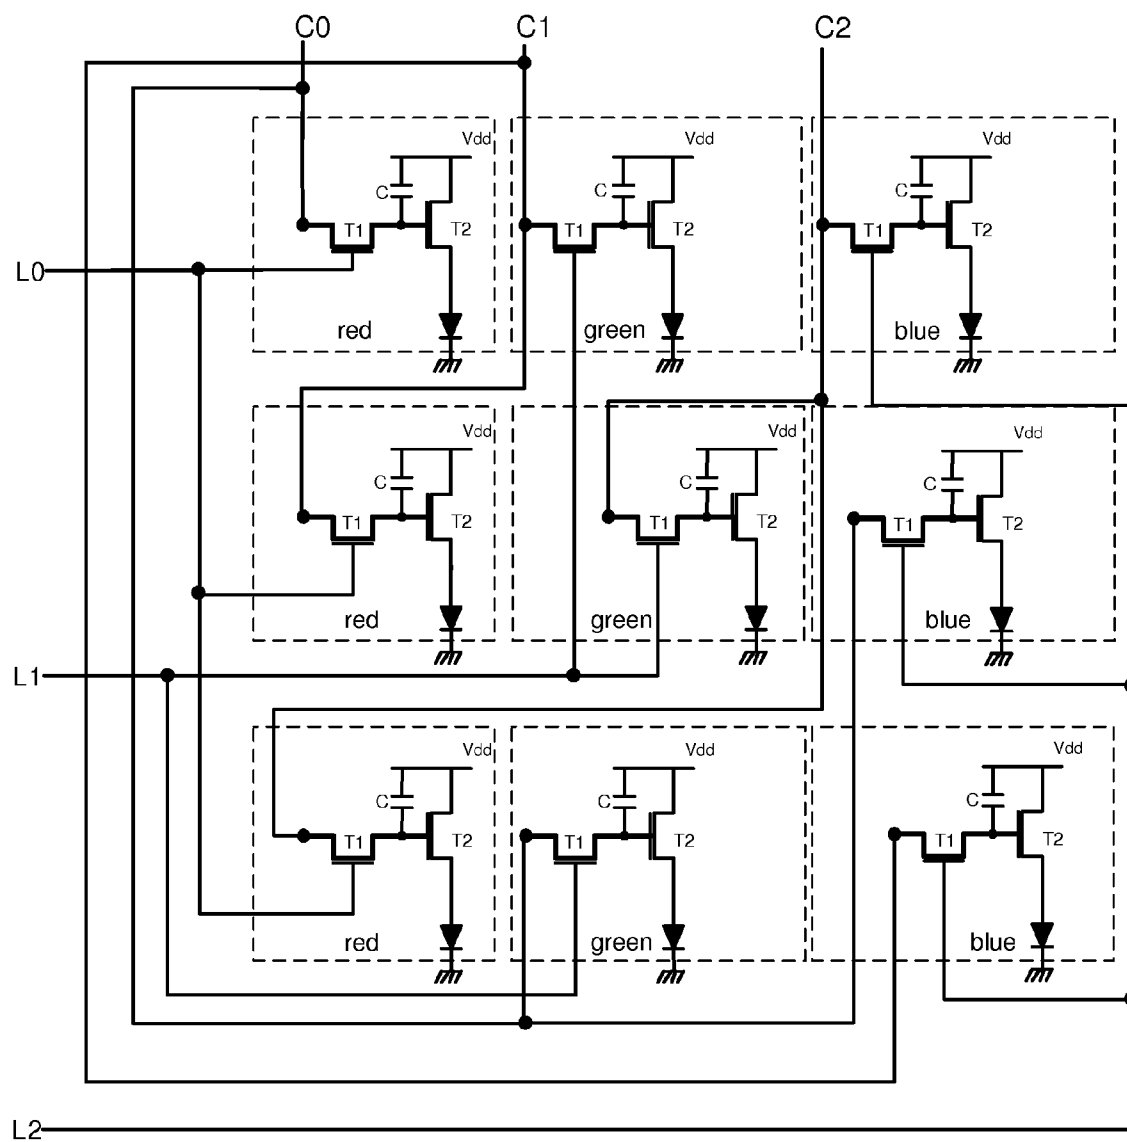 C0 C1 C2
Vdd Vdd Vdd
C C C
T1 T2 T1 T2 T1 T2
L0
red green blue
Vdd Vdd Vdd
C C C
T1 T2 T1 T2 T1 T2
red green blue
L1
Vdd Vdd Vdd
C C C
T1 T2 T1 T2 T1 T2
red green blue
L2